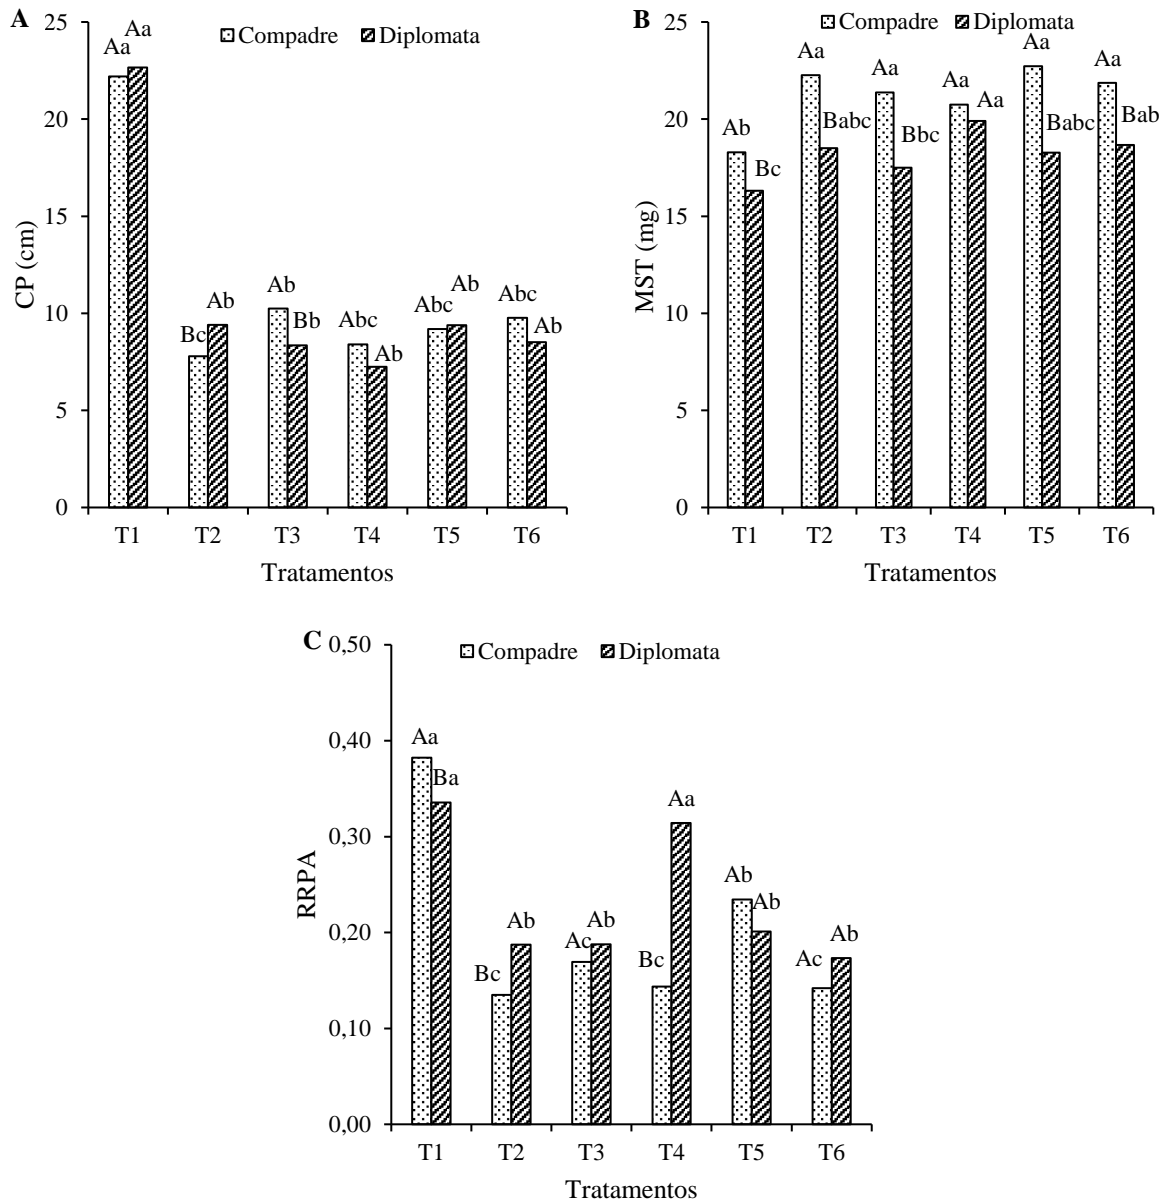 A
Compadre Diplomata
CP (cm)
25
20
15
10
5
0
Aa Aa
Bc Ab
Ab Bb
Abc Ab
Abc Ab
Abc Ab
T1 T2 T3 T4 T5 T6
Tratamentos
B
Compadre Diplomata
MST (mg)
25
20
15
10
5
0
Ab Bc
Aa Babc
Aa Bbc
Aa Aa
Aa Babc
Aa Bab
T1 T2 T3 T4 T5 T6
Tratamentos
C
Compadre Diplomata
RRPA
0,50
0,40
0,30
0,20
0,10
0,00
Aa Ba
Bc Ab
Ac Ab
Bc Aa
Ab Ab
Ac Ab
T1 T2 T3 T4 T5 T6
Tratamentos